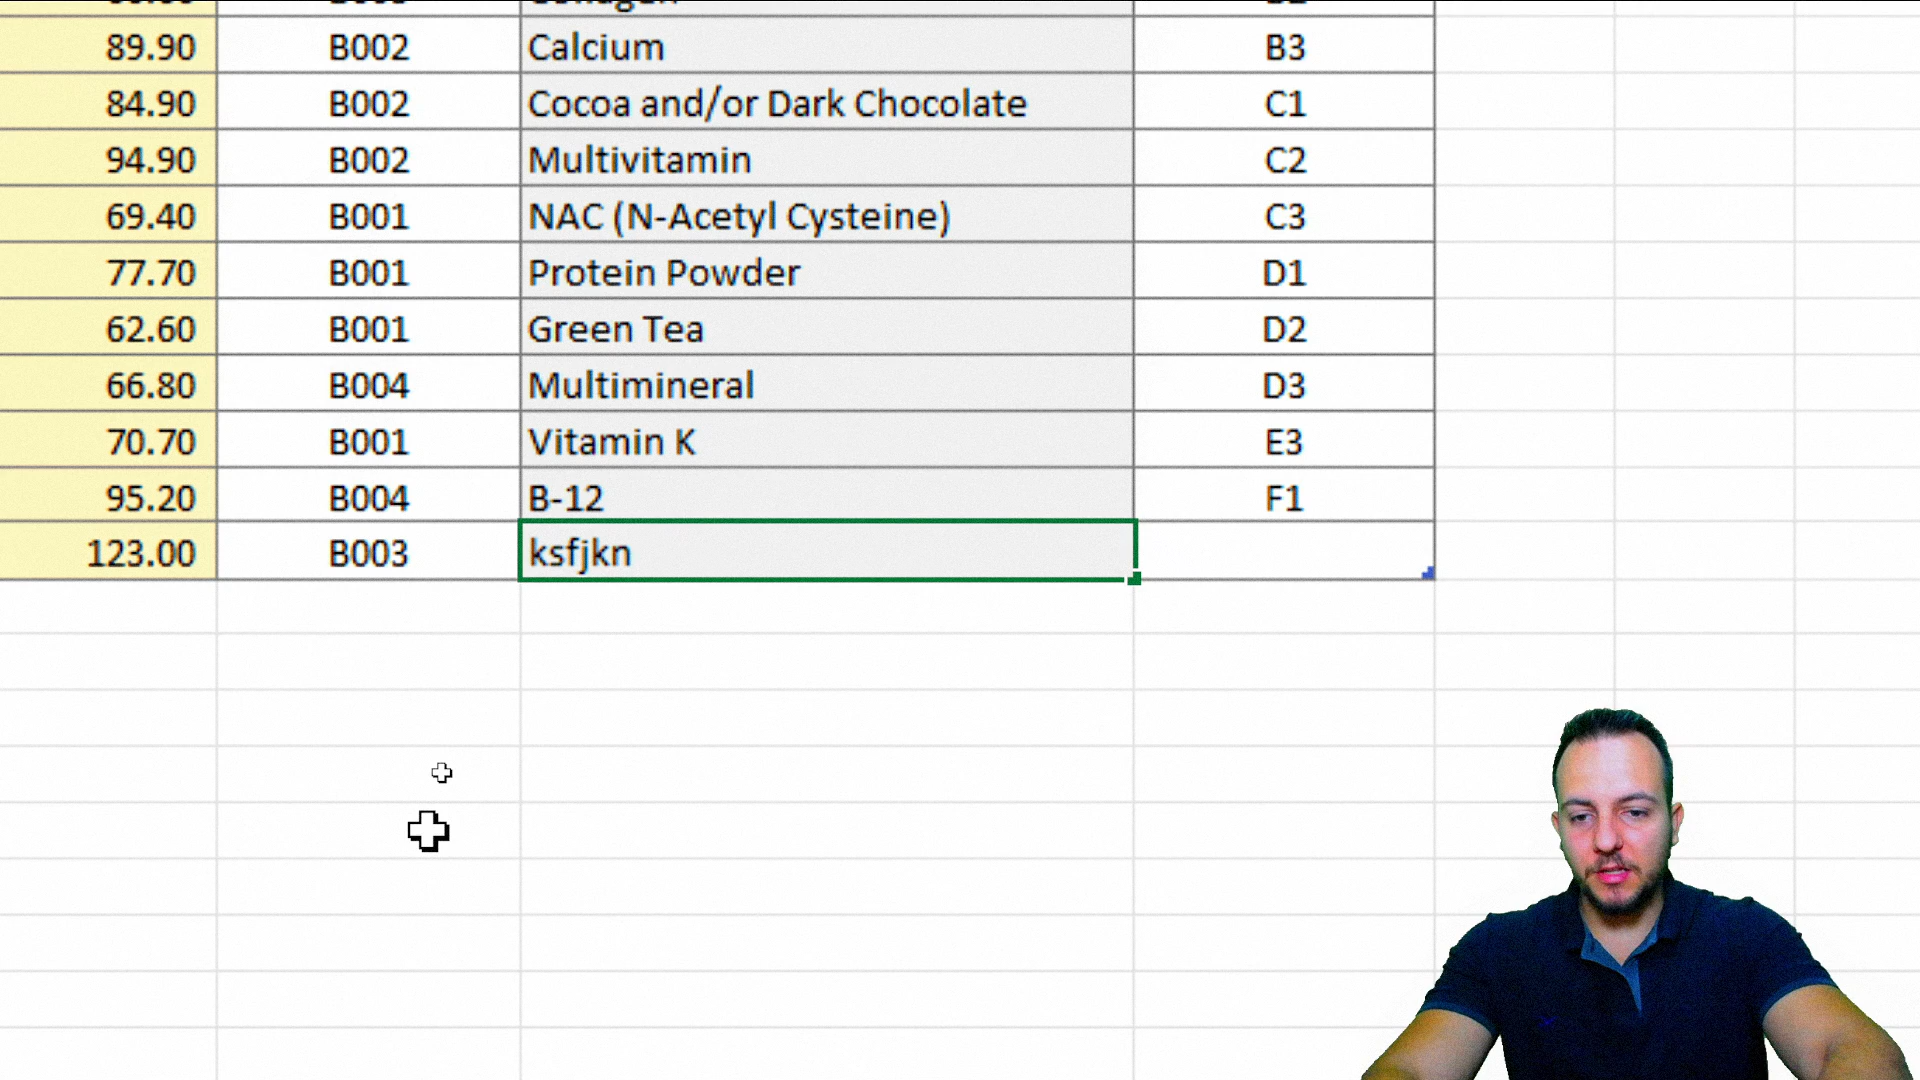 89.90 B002 Calcium B3
84.90 B002 Cocoa and/or Dark Chocolate C1
94.90 B002 Multivitamin C2
69.40 B001 NAC (N-Acetyl Cysteine) C3
77.70 B001 Protein Powder D1
62.60 B001 Green Tea D2
66.80 B004 Multimineral D3
70.70 B001 Vitamin K E3
95.20 B004 B-12 F1
123.00 B003 ksfjkn